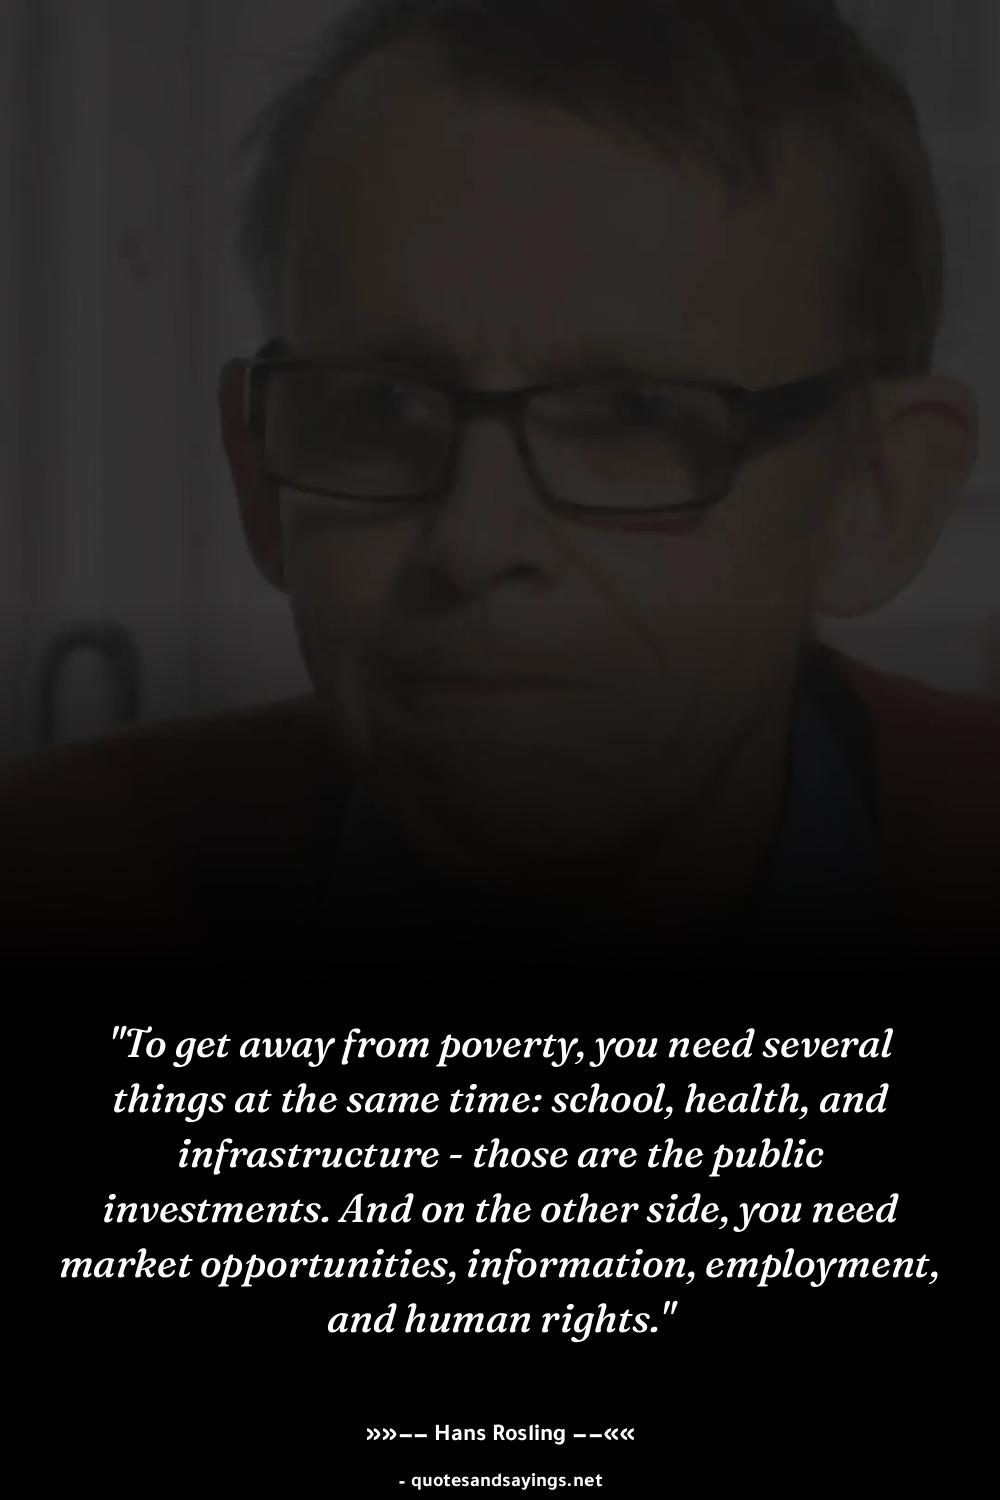 "To get away from poverty, you need several
things at the same time: school, health, and
infrastructure - those are the public
investments. And on the other side, you need
market opportunities, information, employment,
and human rights."
»»–– Hans Rosling ––««
- quotesandsayings.net